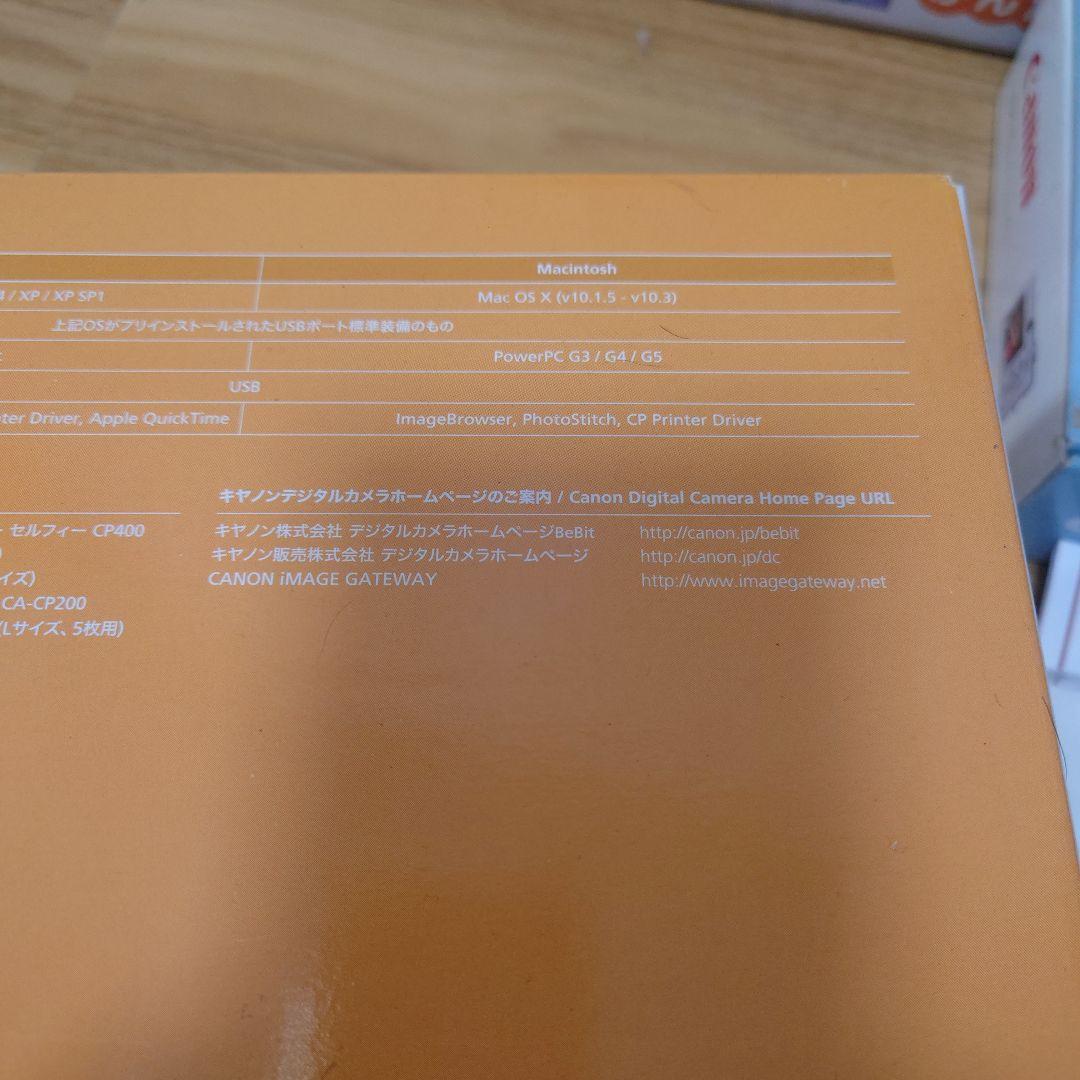 Canon
Macintosh
/ XP / XP SP1
Mac OS X (v10.1.5 - v10.3)
上記OSがプリインストールされたUSBポート標準装備のもの
PowerPC G3 / G4 / G5
USB
ter Driver, Apple QuickTime
ImageBrowser, PhotoStitch, CP Printer Driver
キヤノンデジタルカメラホームページのご案内 / Canon Digital Camera Home Page URL
セルフィー CP400
キヤノン株式会社 デジタルカメラホームページBeBit http://canon.jp/bebit
キヤノン販売株式会社 デジタルカメラホームページ http://canon.jp/dc
イズ)
CANON iMAGE GATEWAY http://www.imagegateway.net
CA-CP200
(Lサイズ、5枚用)